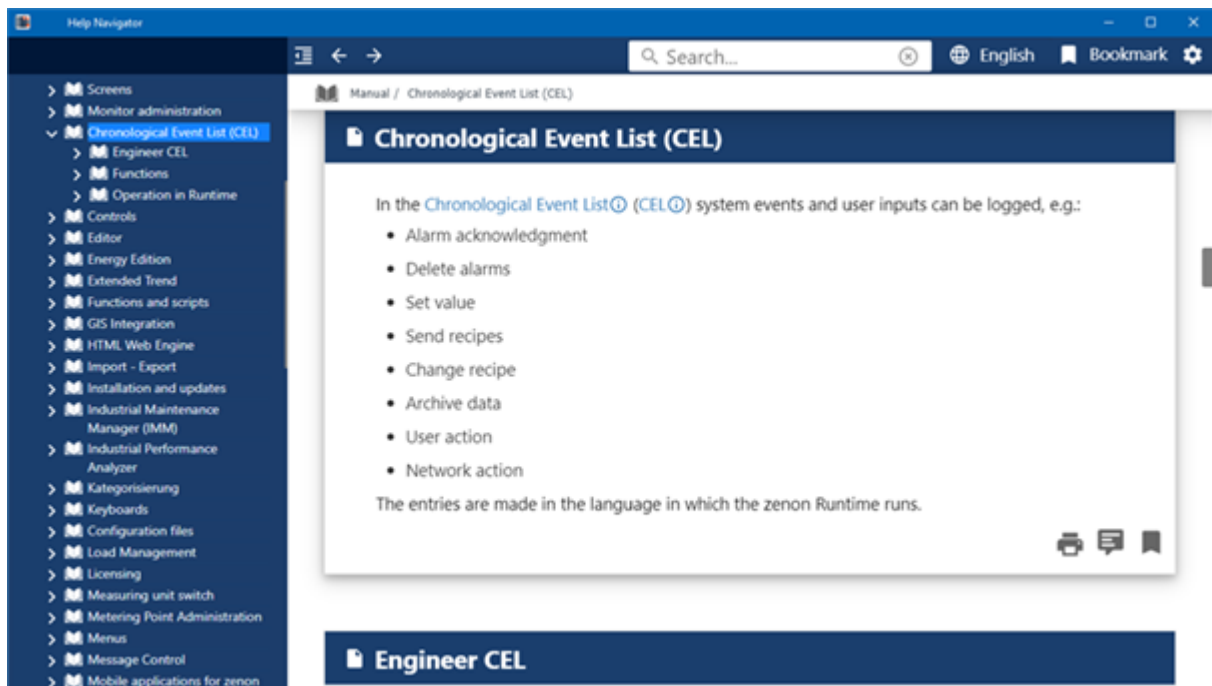 Help Navigator
Search...
English
Bookmark
Screens
Monitor administration
Chronological Event List (CEL)
Engineer CEL
Functions
Operation in Runtime
Controls
Editor
Energy Edition
Extended Trend
Functions and scripts
GIS Integration
HTML Web Engine
Import - Export
Installation and updates
Industrial Maintenance
Manager (IMM)
Industrial Performance
Analyzer
Kategorisierung
Keyboards
Configuration files
Load Management
Licensing
Measuring unit switch
Metering Point Administration
Menus
Message Control
Mobile applications for zenon
Manual / Chronological Event List (CEL)
Chronological Event List (CEL)
In the Chronological Event List (CEL) system events and user inputs can be logged, e.g.:
• Alarm acknowledgment
• Delete alarms
• Set value
• Send recipes
• Change recipe
• Archive data
• User action
• Network action
The entries are made in the language in which the zenon Runtime runs.
Engineer CEL